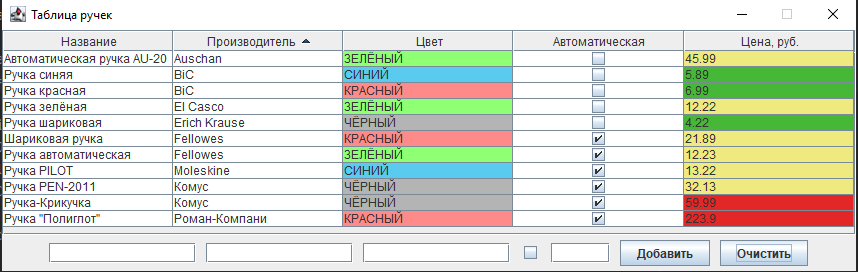 Таблица ручек
Название Производитель Цвет Автоматическая Цена, руб.
Автоматическая ручка AU-20 Auschan ЗЕЛЁНЫЙ 45.99
Ручка синяя BiC СИНИЙ 5.89
Ручка красная BiC КРАСНЫЙ 6.99
Ручка зелёная El Casco ЗЕЛЁНЫЙ 12.22
Ручка шариковая Erich Krause ЧЁРНЫЙ 4.22
Шариковая ручка Fellowes КРАСНЫЙ 21.89
Ручка автоматическая Fellowes ЗЕЛЁНЫЙ 12.23
Ручка PILOT Moleskine СИНИЙ 13.22
Ручка PEN-2011 Комус ЧЁРНЫЙ 32.13
Ручка-Крикучка Комус ЧЁРНЫЙ 59.99
Ручка "Полиглот" Роман-Компани КРАСНЫЙ 223.9
Добавить Очистить